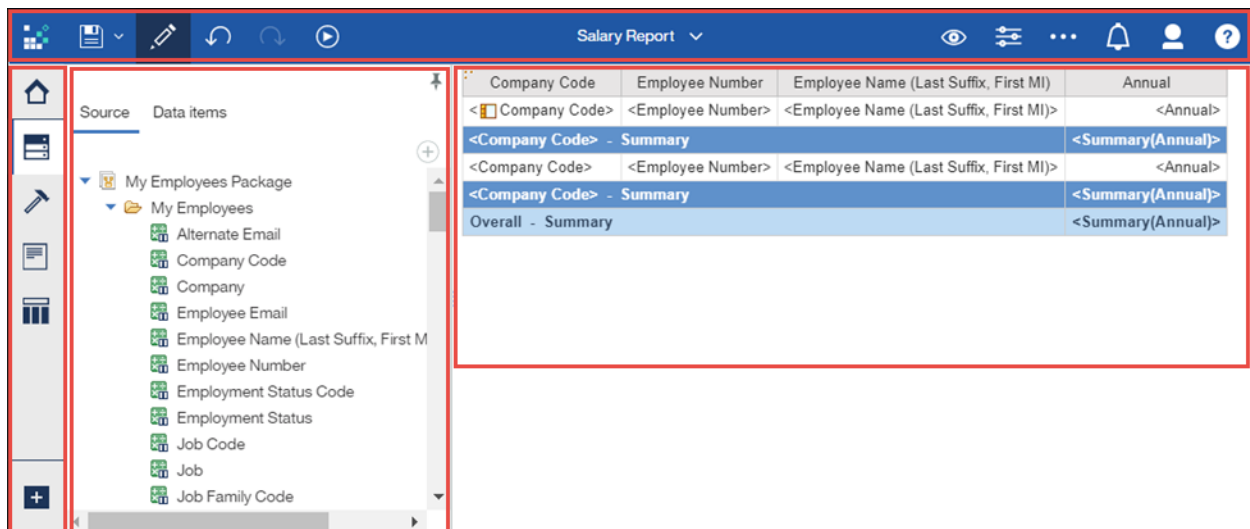 Salary Report
?
Source Data items
My Employees Package
My Employees
Alternate Email
Company Code
Company
Employee Email
Employee Name (Last Suffix, First M
Employee Number
Employment Status Code
Employment Status
Job Code
Job
Job Family Code
Company Code Employee Number Employee Name (Last Suffix, First MI) Annual
<Company Code> <Employee Number> <Employee Name (Last Suffix, First MI)> <Annual>
<Company Code> - Summary <Summary(Annual)>
<Company Code> <Employee Number> <Employee Name (Last Suffix, First MI)> <Annual>
<Company Code> - Summary <Summary(Annual)>
Overall - Summary <Summary(Annual)>